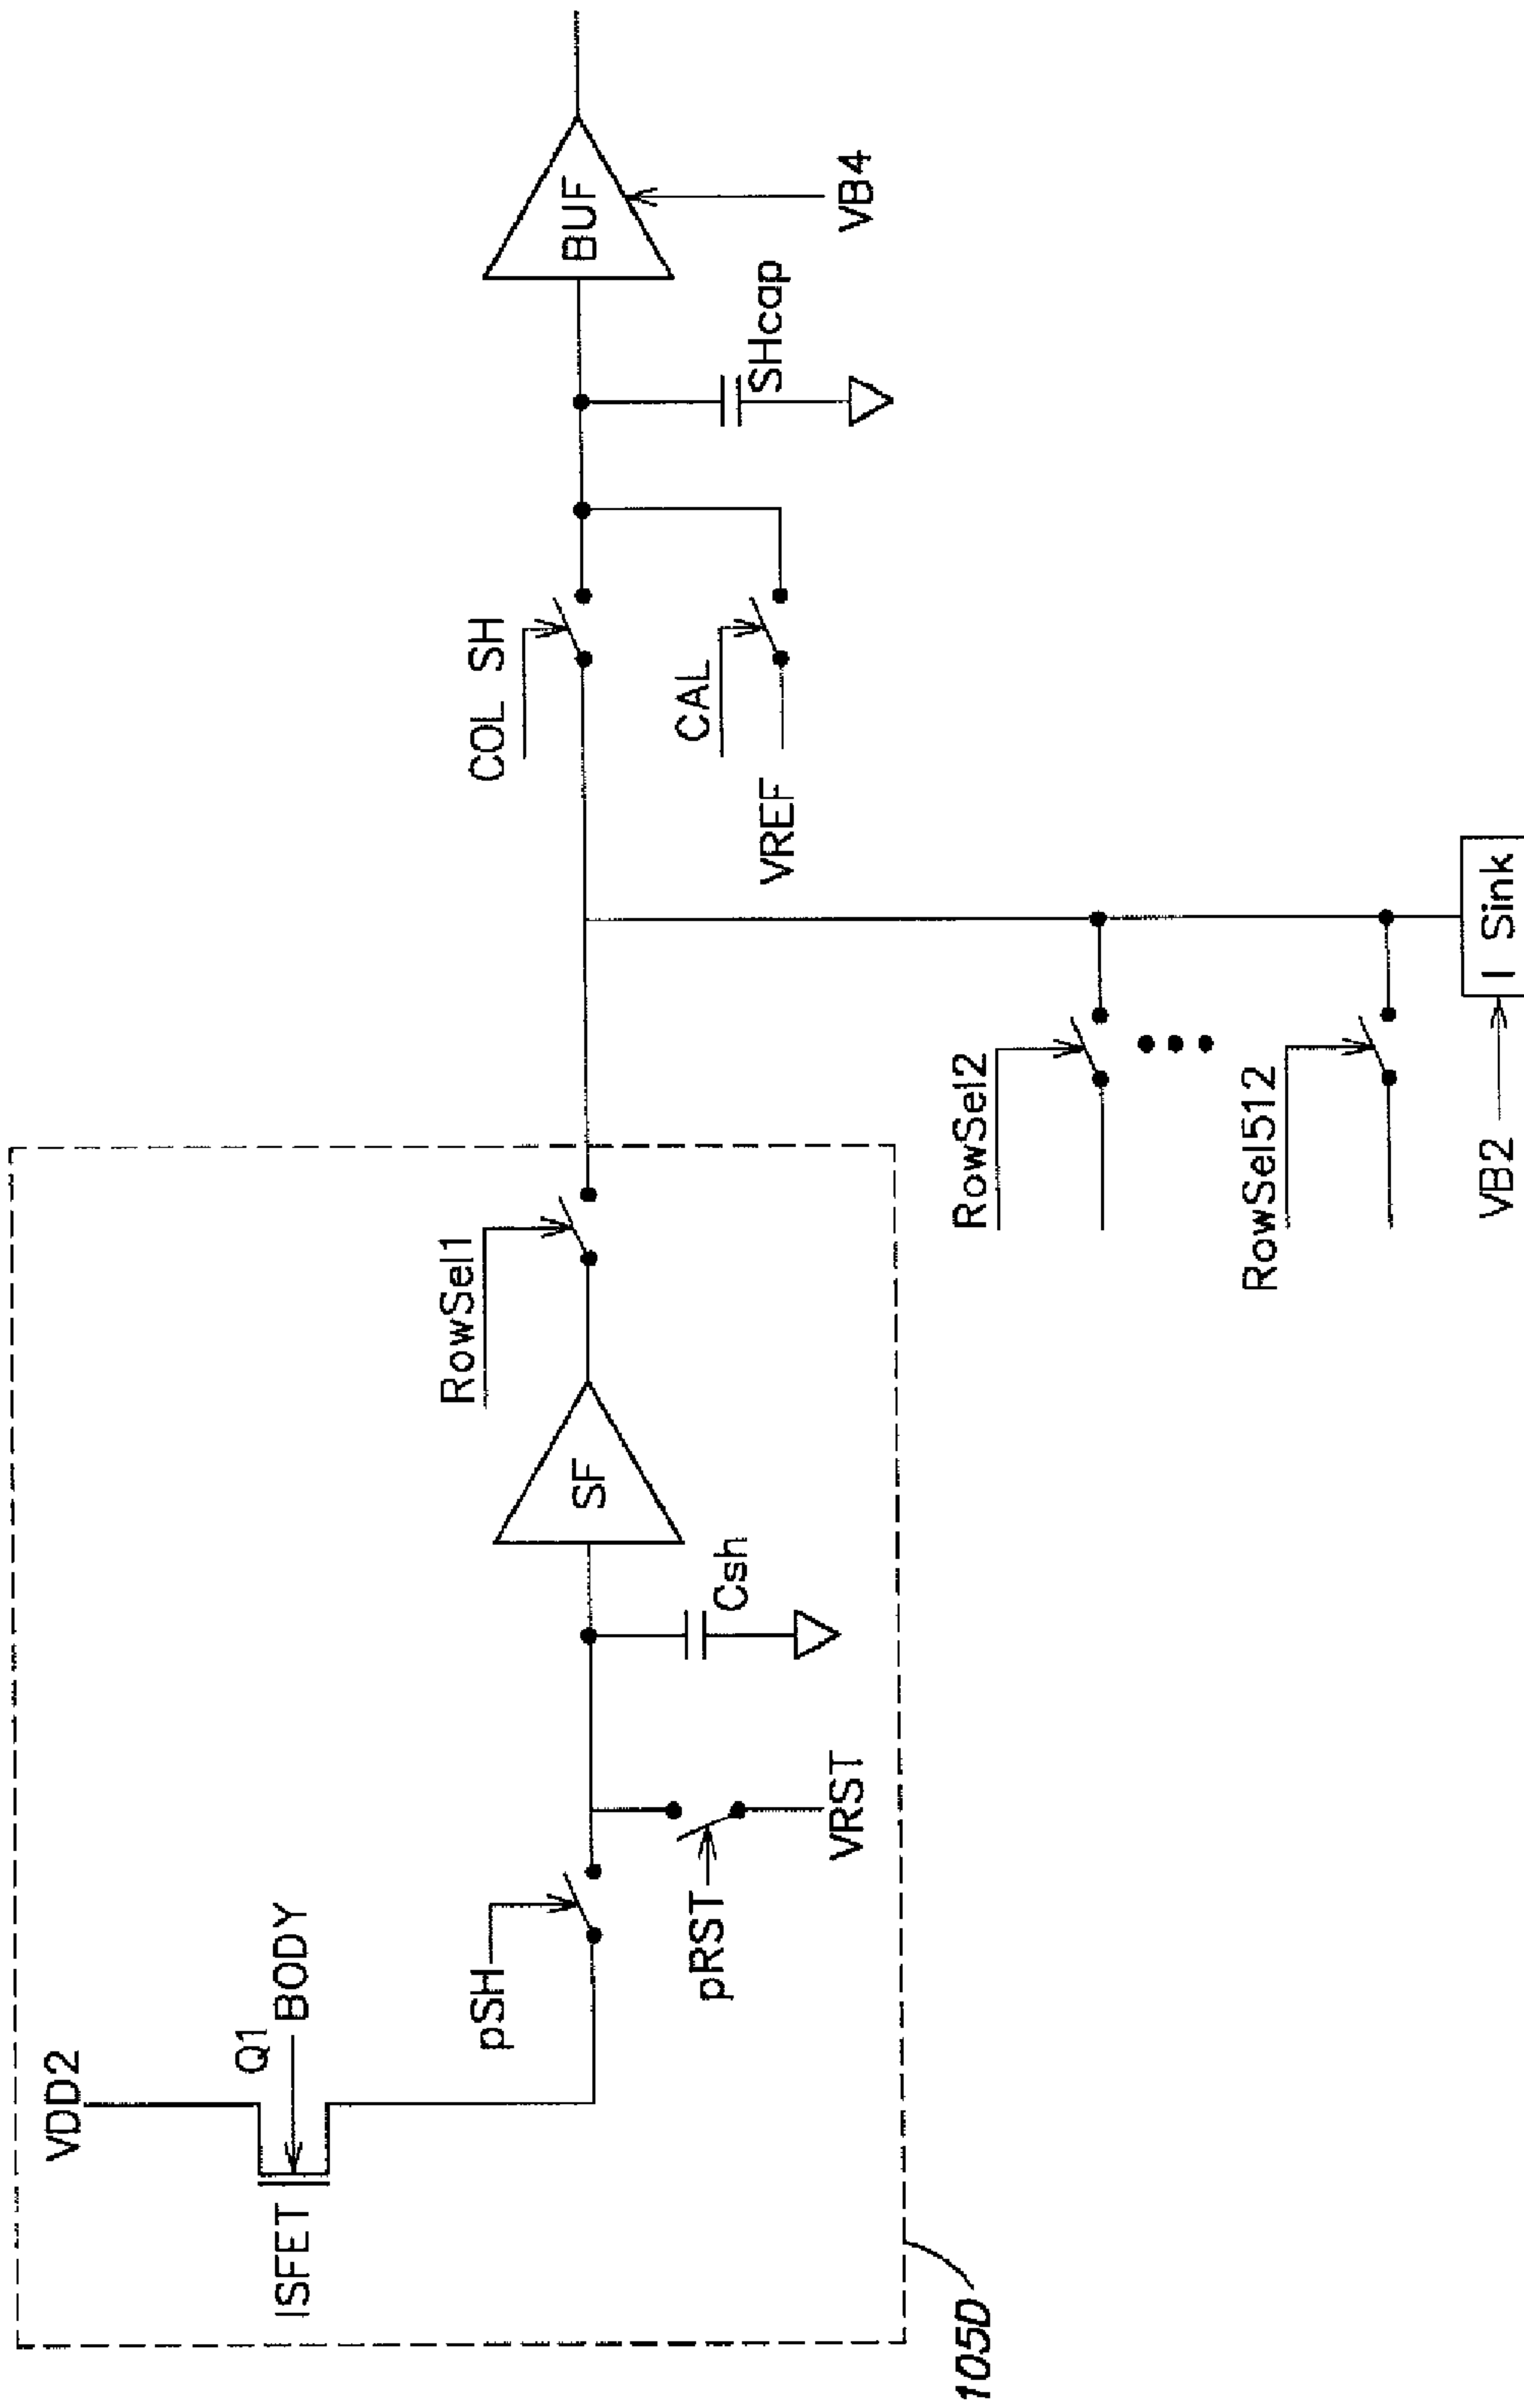 VDD2
Q1
ISFET
BODY
pSH
pRST
VRST
Csh
SF
RowSel1
RowSel2
RowSel512
VB2
I Sink
COL SH
CAL
VREF
SHcap
BUF
VB4
105D